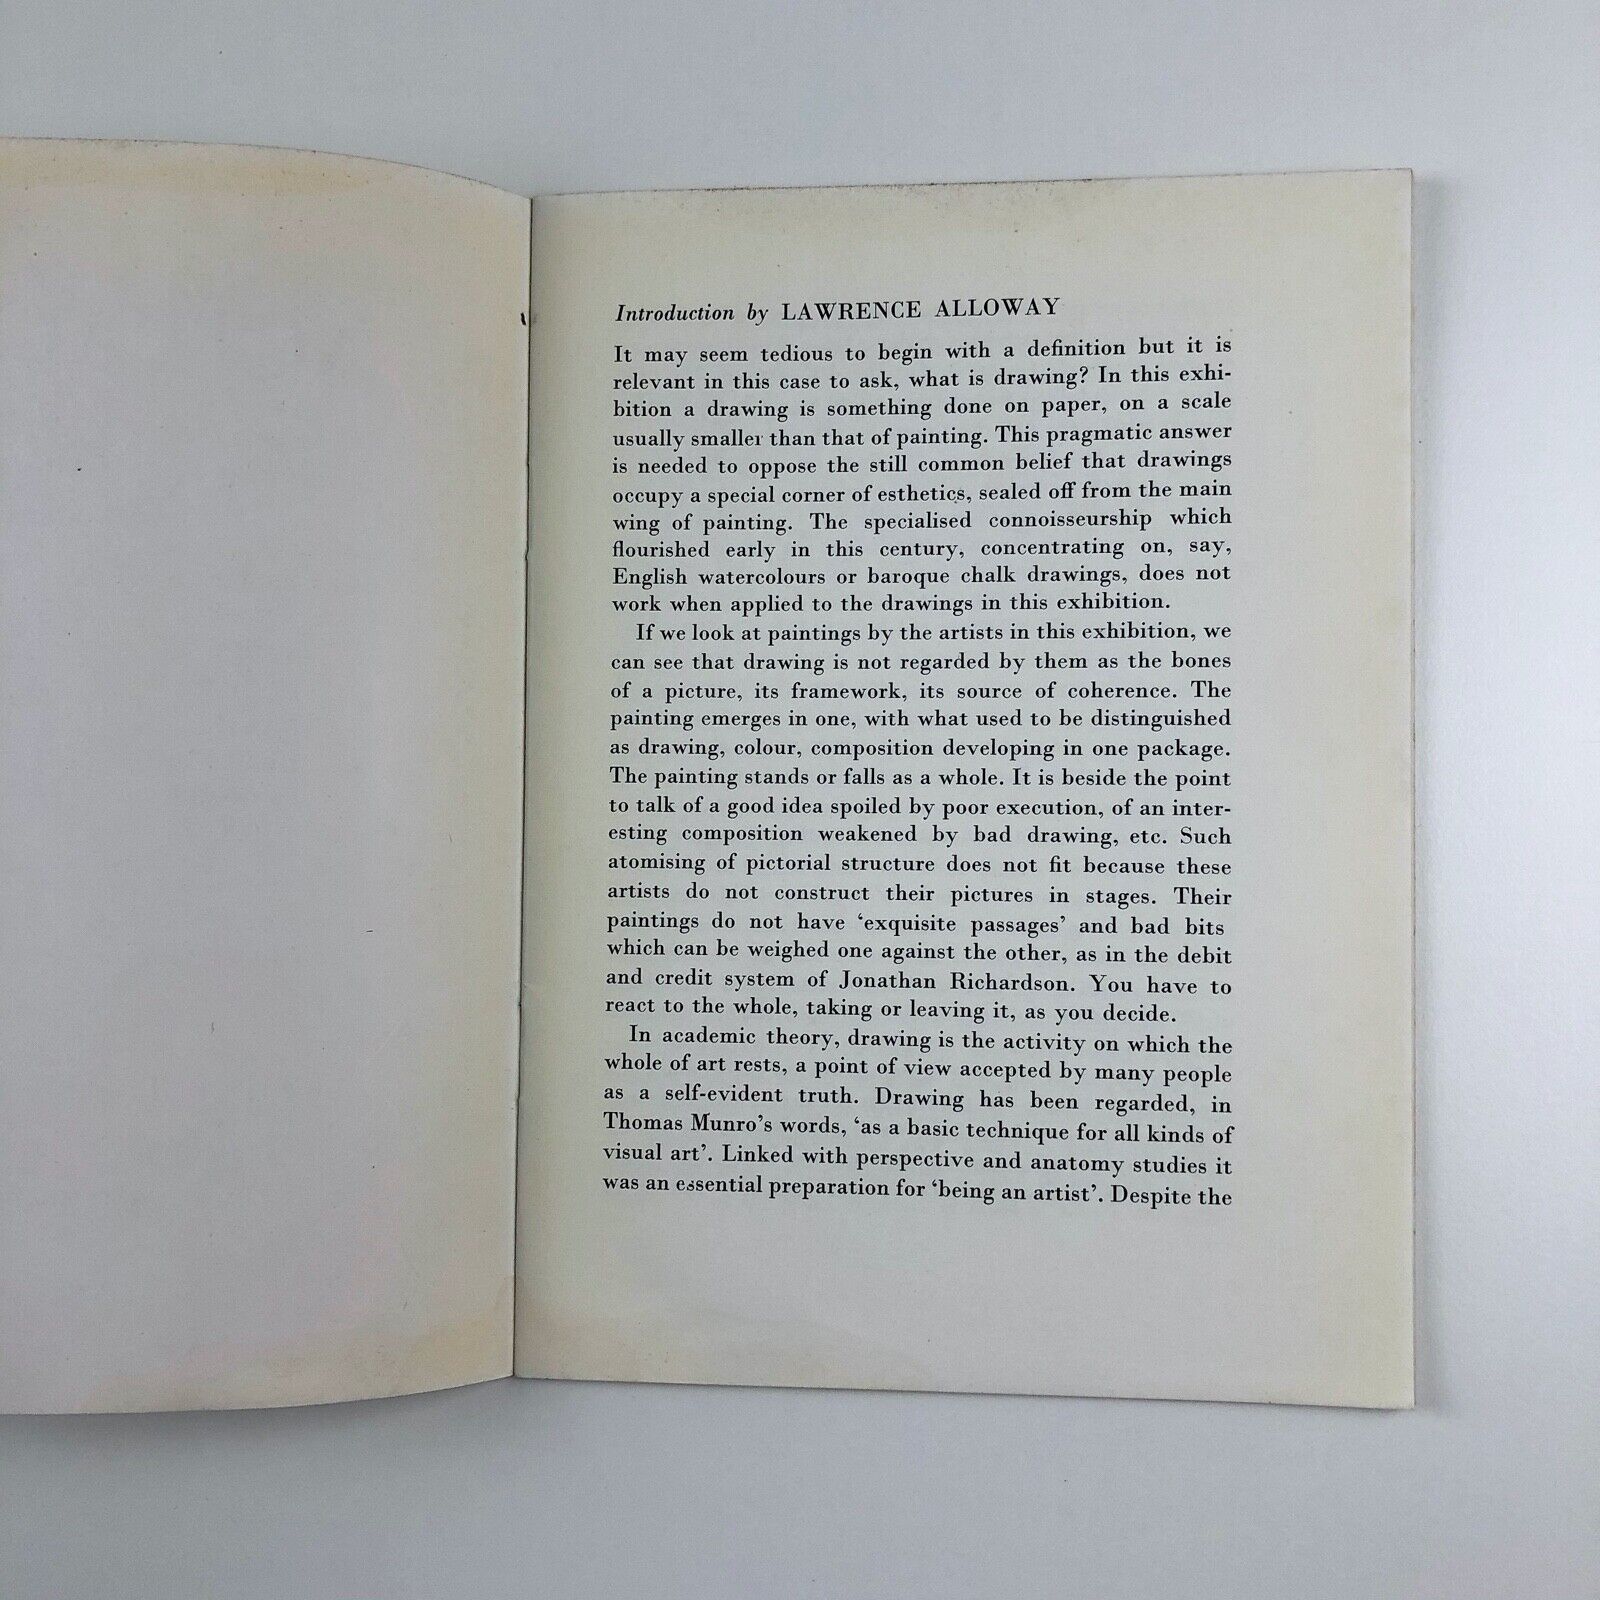 Introduction by LAWRENCE ALLOWAY
It may seem tedious to begin with a definition but it is
relevant in this case to ask, what is drawing? In this exhi-
bition a drawing is something done on paper, on a scale
usually smaller than that of painting. This pragmatic answer
is needed to oppose the still common belief that drawings
occupy a special corner of esthetics, sealed off from the main
wing of painting. The specialised connoisseurship which
flourished early in this century, concentrating on, say,
English watercolours or baroque chalk drawings, does not
work when applied to the drawings in this exhibition.
If we look at paintings by the artists in this exhibition, we
can see that drawing is not regarded by them as the bones
of a picture, its framework, its source of coherence. The
painting emerges in one, with what used to be distinguished
as drawing, colour, composition developing in one package.
The painting stands or falls as a whole. It is beside the point
to talk of a good idea spoiled by poor execution, of an inter-
esting composition weakened by bad drawing, etc. Such
atomising of pictorial structure does not fit because these
artists do not construct their pictures in stages. Their
paintings do not have ‘exquisite passages’ and bad bits
which can be weighed one against the other, as in the debit
and credit system of Jonathan Richardson. You have to
react to the whole, taking or leaving it, as you decide.
In academic theory, drawing is the activity on which the
whole of art rests, a point of view accepted by many people
as a self-evident truth. Drawing has been regarded, in
Thomas Munro’s words, ‘as a basic technique for all kinds of
visual art’. Linked with perspective and anatomy studies it
was an essential preparation for ‘being an artist’. Despite the